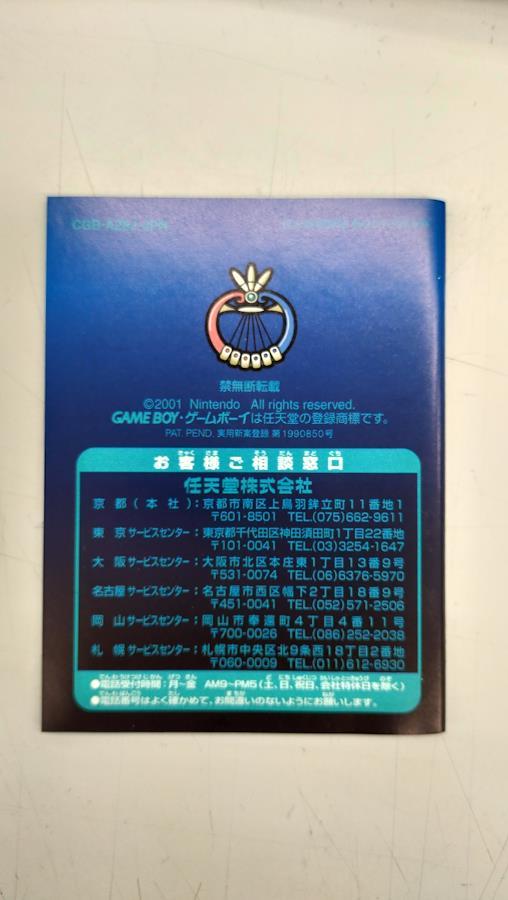 禁無断転載
©2001 Nintendo All rights reserved.
GAME BOY・ゲームボーイは任天堂の登録商標です。
PAT. PEND. 実用新案登録 第1990850号
お客様ご相談窓口
きゃく さま そう だん まど ぐち
任天堂株式会社
京都(本社):京都市南区上鳥羽鉾立町11番地1
〒601-8501 TEL.(075)662-9611
東京サービスセンター:東京都千代田区神田須田町1丁目22番地
〒101-0041 TEL.(03)3254-1647
大阪サービスセンター:大阪市北区本庄東1丁目13番9号
〒531-0074 TEL.(06)6376-5970
名古屋サービスセンター:名古屋市西区幅下2丁目18番9号
〒451-0041 TEL.(052)571-2506
岡山サービスセンター:岡山市奉還町4丁目4番11号
〒700-0026 TEL.(086)252-2038
札幌サービスセンター:札幌市中央区北9条西18丁目2番地
〒060-0009 TEL.(011)612-6930
●電話受付時間:月〜金 AM9〜PM5(土、日、祝日、会社特休日を除く)
●電話番号はよく確かめて、お間違いのないようにお願いします。